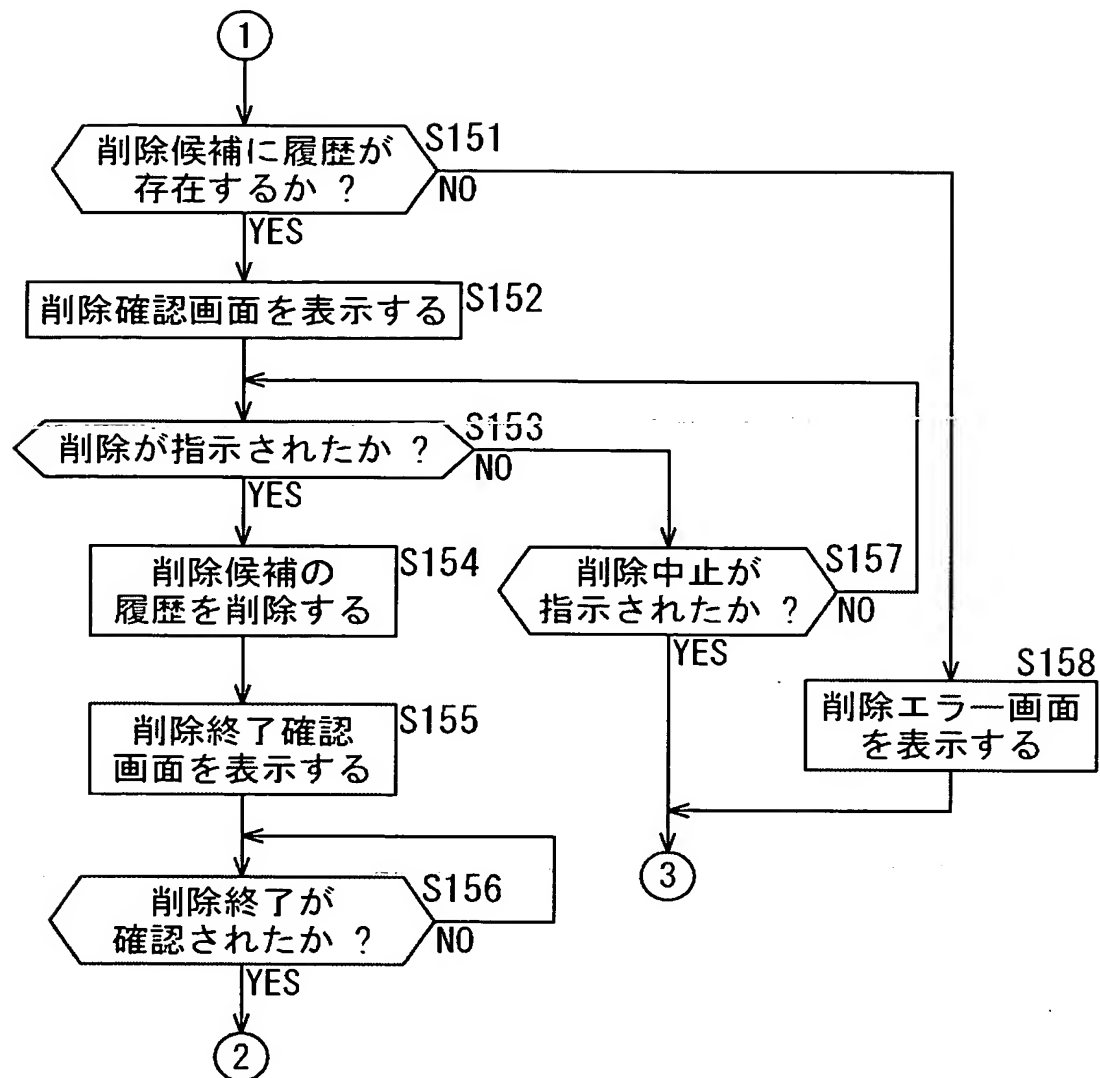 1
削除候補に履歴が
存在するか ?
S151
NO
YES
削除確認画面を表示する
S152
削除が指示されたか ?
S153
NO
YES
削除候補の
履歴を削除する
S154
削除中止が
指示されたか ?
S157
NO
YES
S158
削除エラー画面
を表示する
削除終了確認
画面を表示する
S155
3
削除終了が
確認されたか ?
S156
NO
YES
2